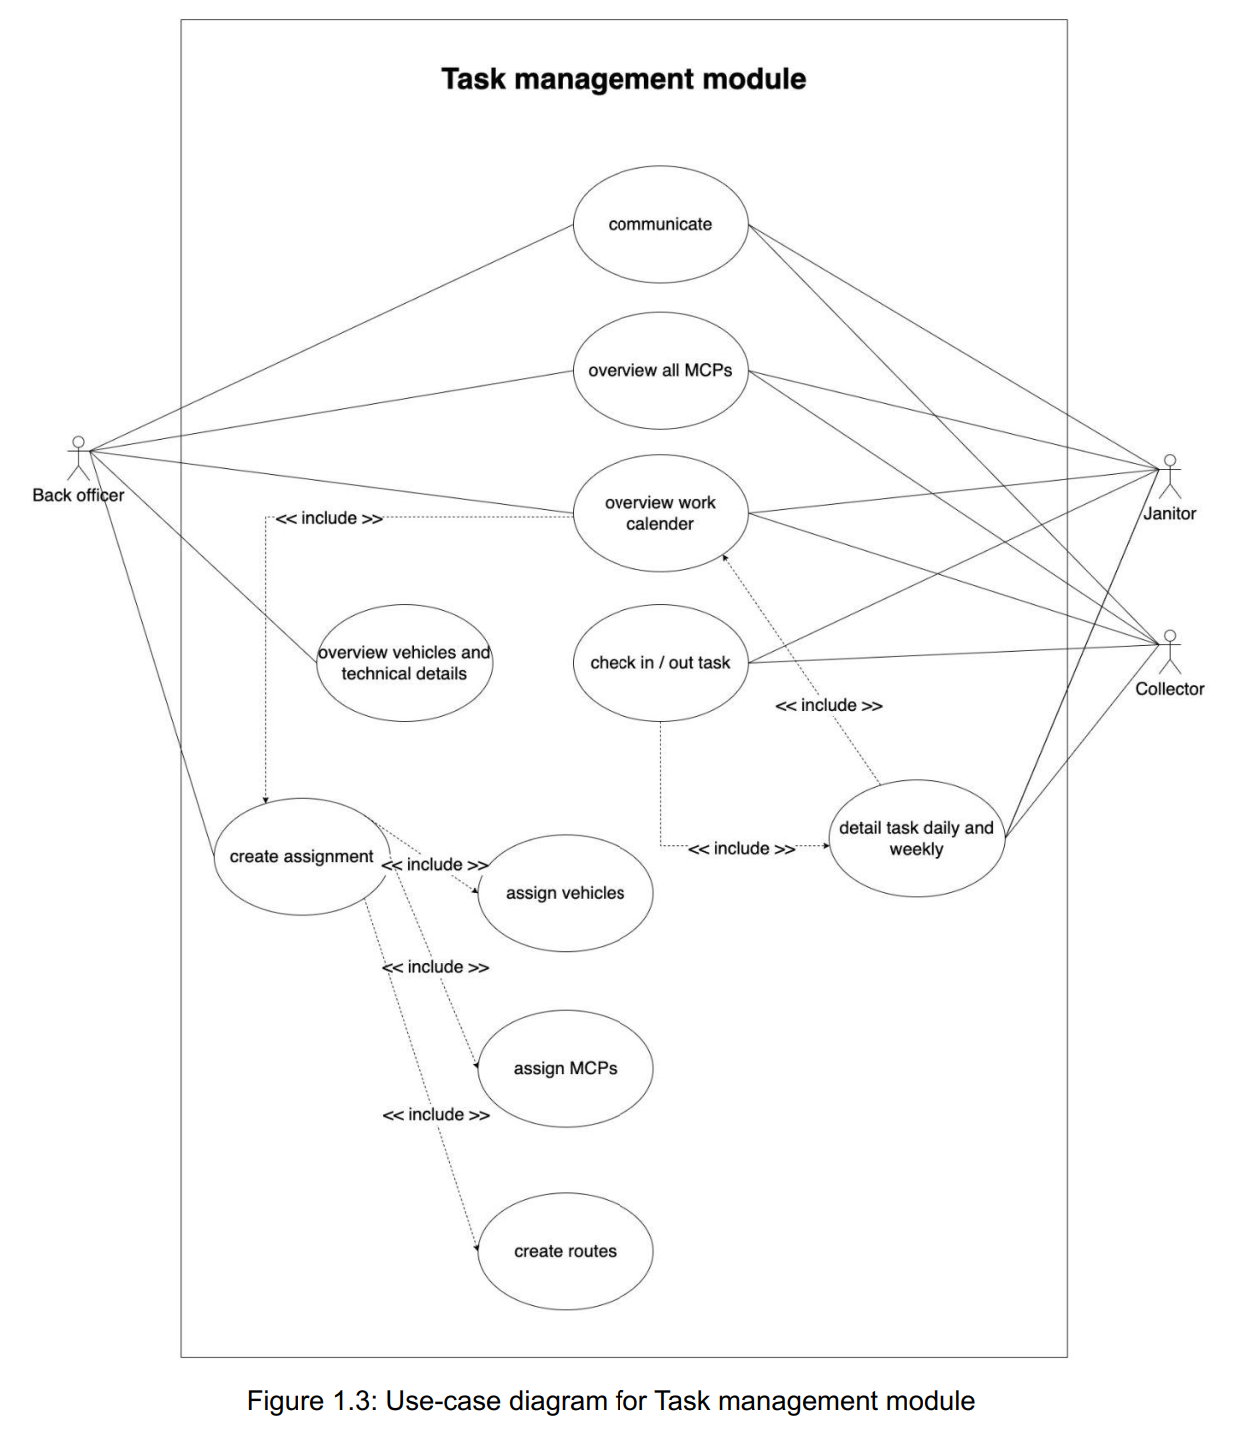 Task management module
communicate
overview all MCPs
Back officer
overview work
calender
Janitor
<< include >>
overview vehicles and
technical details
check in / out task
Collector
<< include >>
detail task daily and
weekly
<< include >>
create assignment
<< include >>
assign vehicles
<< include >>
assign MCPs
<< include >>
create routes
Figure 1.3: Use-case diagram for Task management module